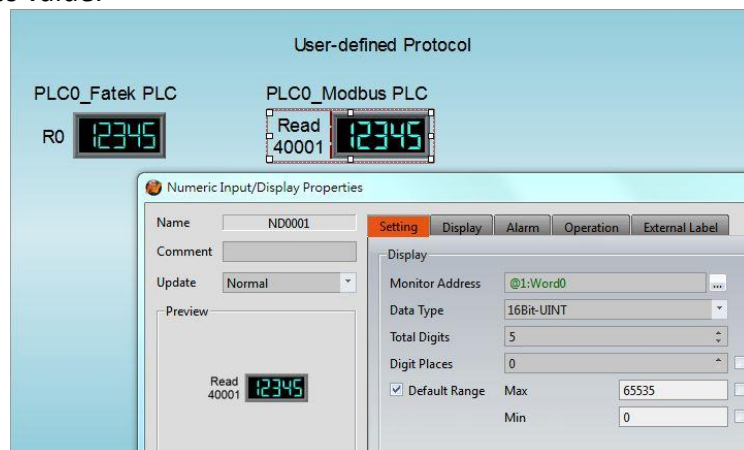 User-defined Protocol
PLC0_Fatek PLC PLC0_Modbus PLC
R0 12345 Read 40001 12345
Numeric Input/Display Properties
Name ND0001
Comment
Update Normal
Preview
Read 40001 12345
Setting Display Alarm Operation External Label
Display
Monitor Address @1:Word0 ...
Data Type 16Bit-UINT
Total Digits 5
Digit Places 0
Default Range Max 65535
Min 0